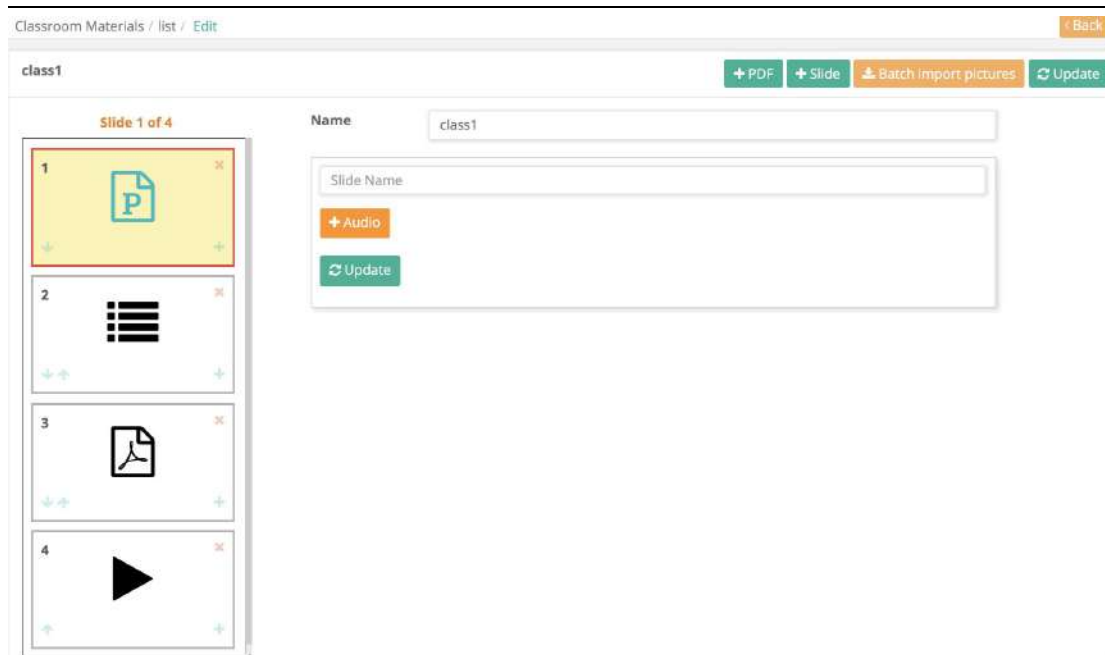 Classroom Materials / list / Edit
Back
class1
PDF
Slide
Batch import pictures
Update
Slide 1 of 4
1
P
2
3
4
Name
class1
Slide Name
Audio
Update